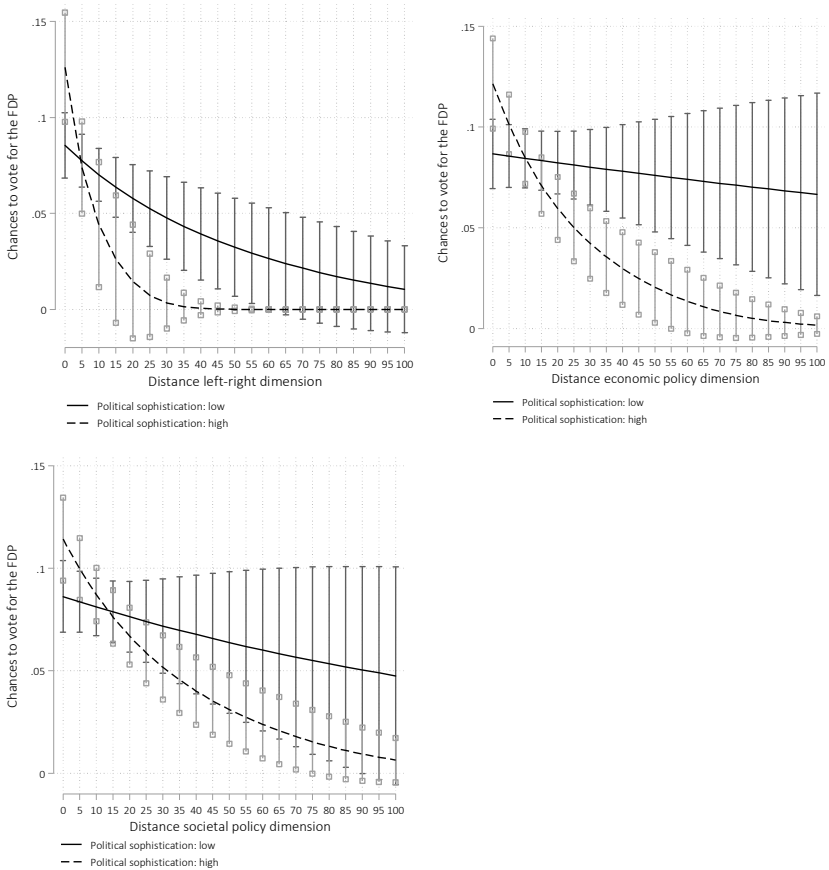 .15
.1
.05
0
Chances to vote for the FDP
0 5 10 15 20 25 30 35 40 45 50 55 60 65 70 75 80 85 90 95 100
Distance left-right dimension
Political sophistication: low
Political sophistication: high
.15
.1
.05
0
Chances to vote for the FDP
0 5 10 15 20 25 30 35 40 45 50 55 60 65 70 75 80 85 90 95 100
Distance economic policy dimension
Political sophistication: low
Political sophistication: high
.15
.1
.05
0
Chances to vote for the FDP
0 5 10 15 20 25 30 35 40 45 50 55 60 65 70 75 80 85 90 95 100
Distance societal policy dimension
Political sophistication: low
Political sophistication: high